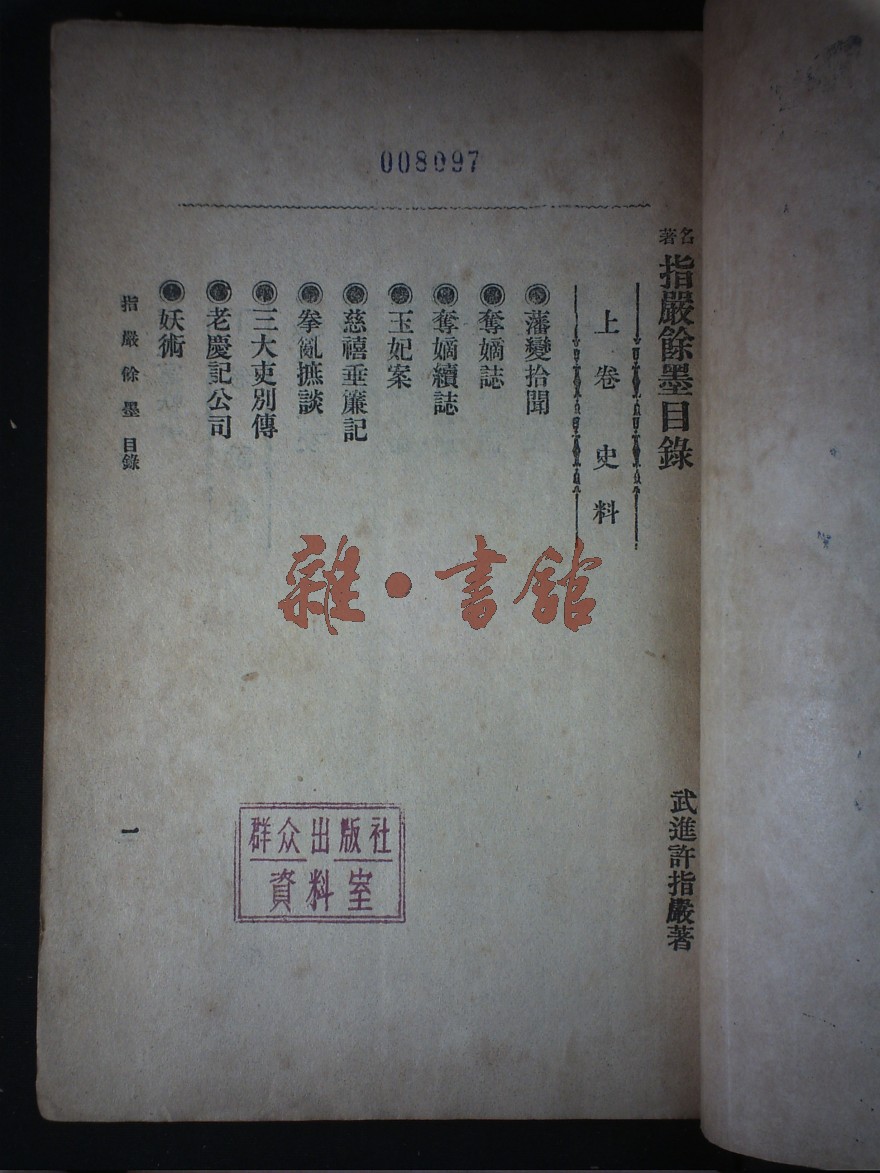 008097
名著 指嚴餘墨目錄
武進許指嚴著
上卷 史料
藩變拾聞
奪嫡誌
奪嫡續誌
玉妃案
慈禧垂簾記
拳亂摭談
三大吏別傳
老慶記公司
妖術
指嚴餘墨 目錄
一
雜·書館
群众出版社
資料室